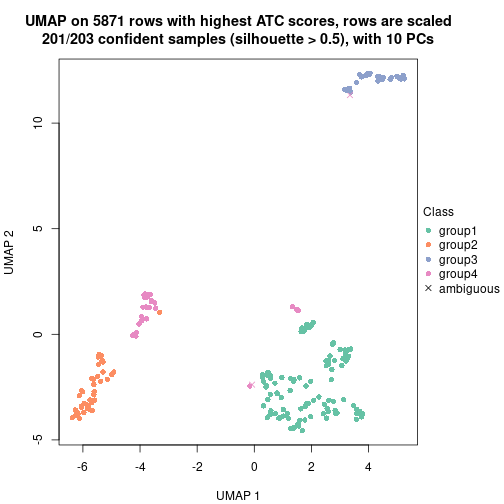 UMAP on 5871 rows with highest ATC scores, rows are scaled
201/203 confident samples (silhouette > 0.5), with 10 PCs
10
5
0
-5
UMAP 2
-6
-4
-2
0
2
4
UMAP 1
Class
group1
group2
group3
group4
ambiguous